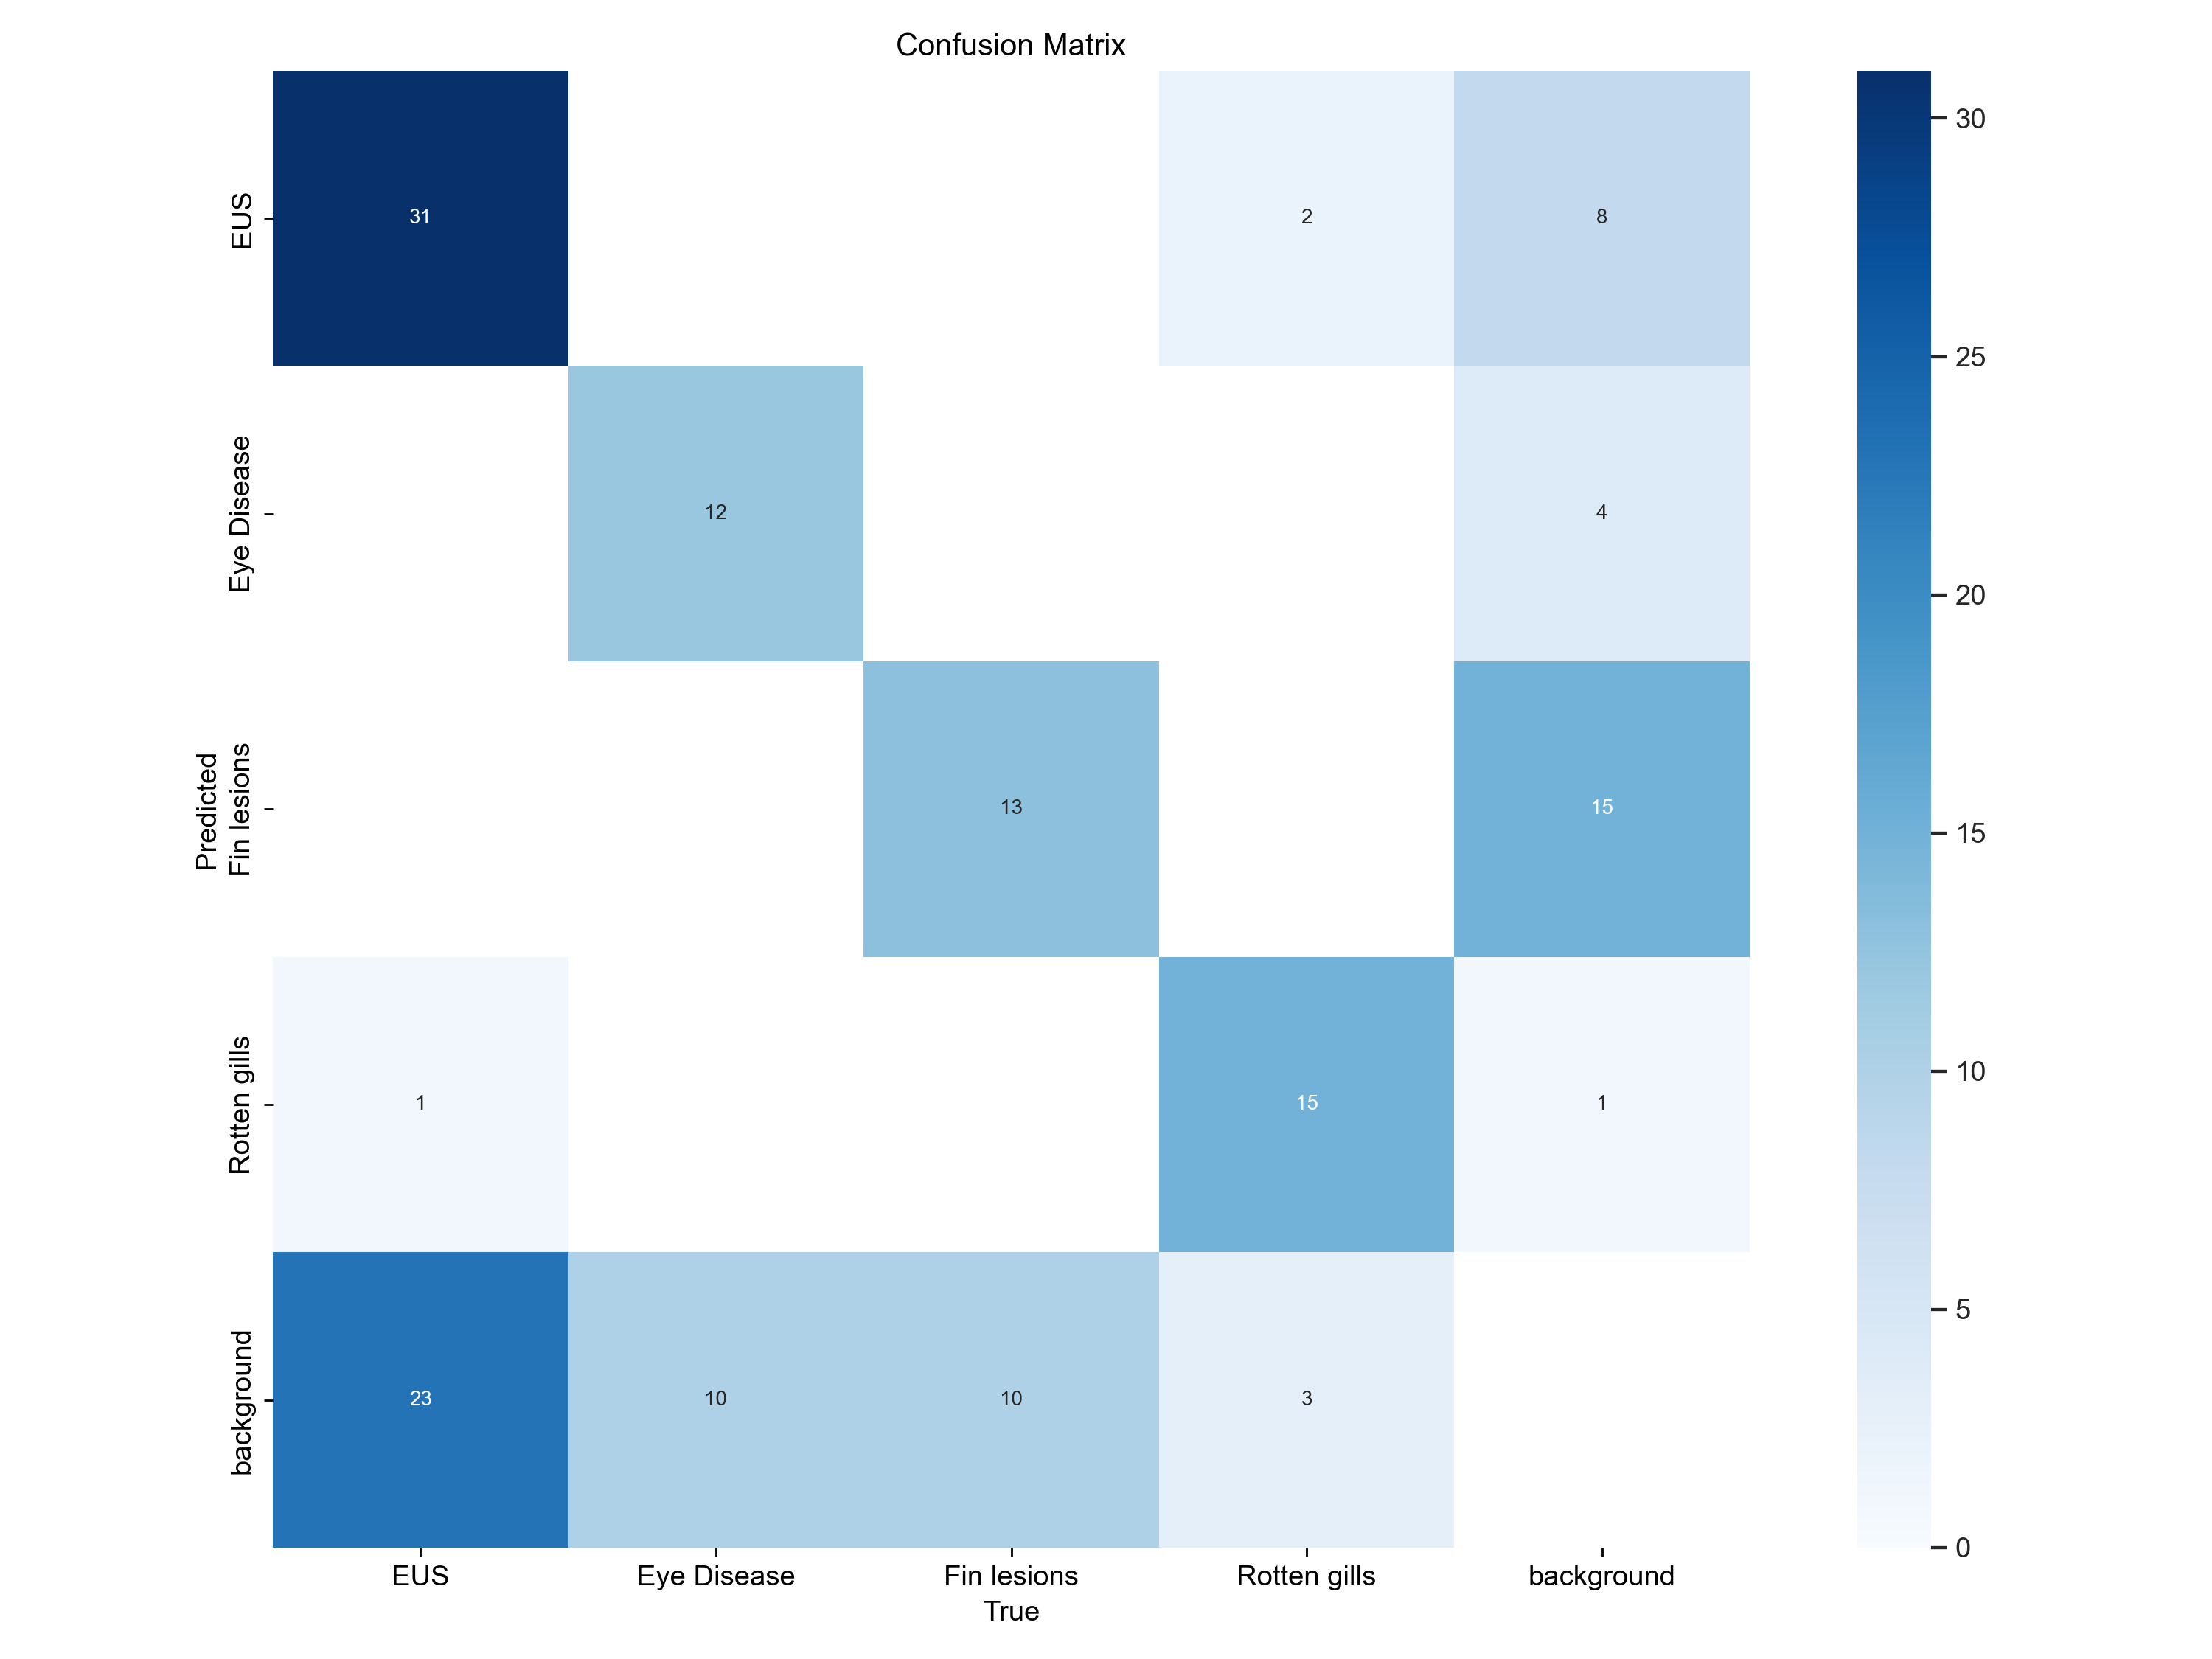 Confusion Matrix
EUS
31
2
8
30
25
Eye Disease
12
4
20
Predicted
Fin lesions
13
15
15
Rotten gills
1
15
1
10
5
background
23
10
10
3
0
EUS
Eye Disease
Fin lesions
Rotten gills
background
True